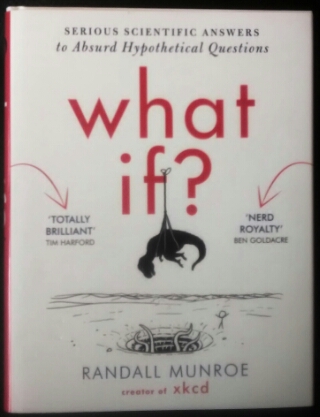 SERIOUS SCIENTIFIC ANSWERS
to Absurd Hypothetical Questions
what
if?
'TOTALLY
BRILLIANT'
TIM HARFORD
'NERD
ROYALTY'
BEN GOLDACRE
RANDALL MUNROE
creator of xkcd